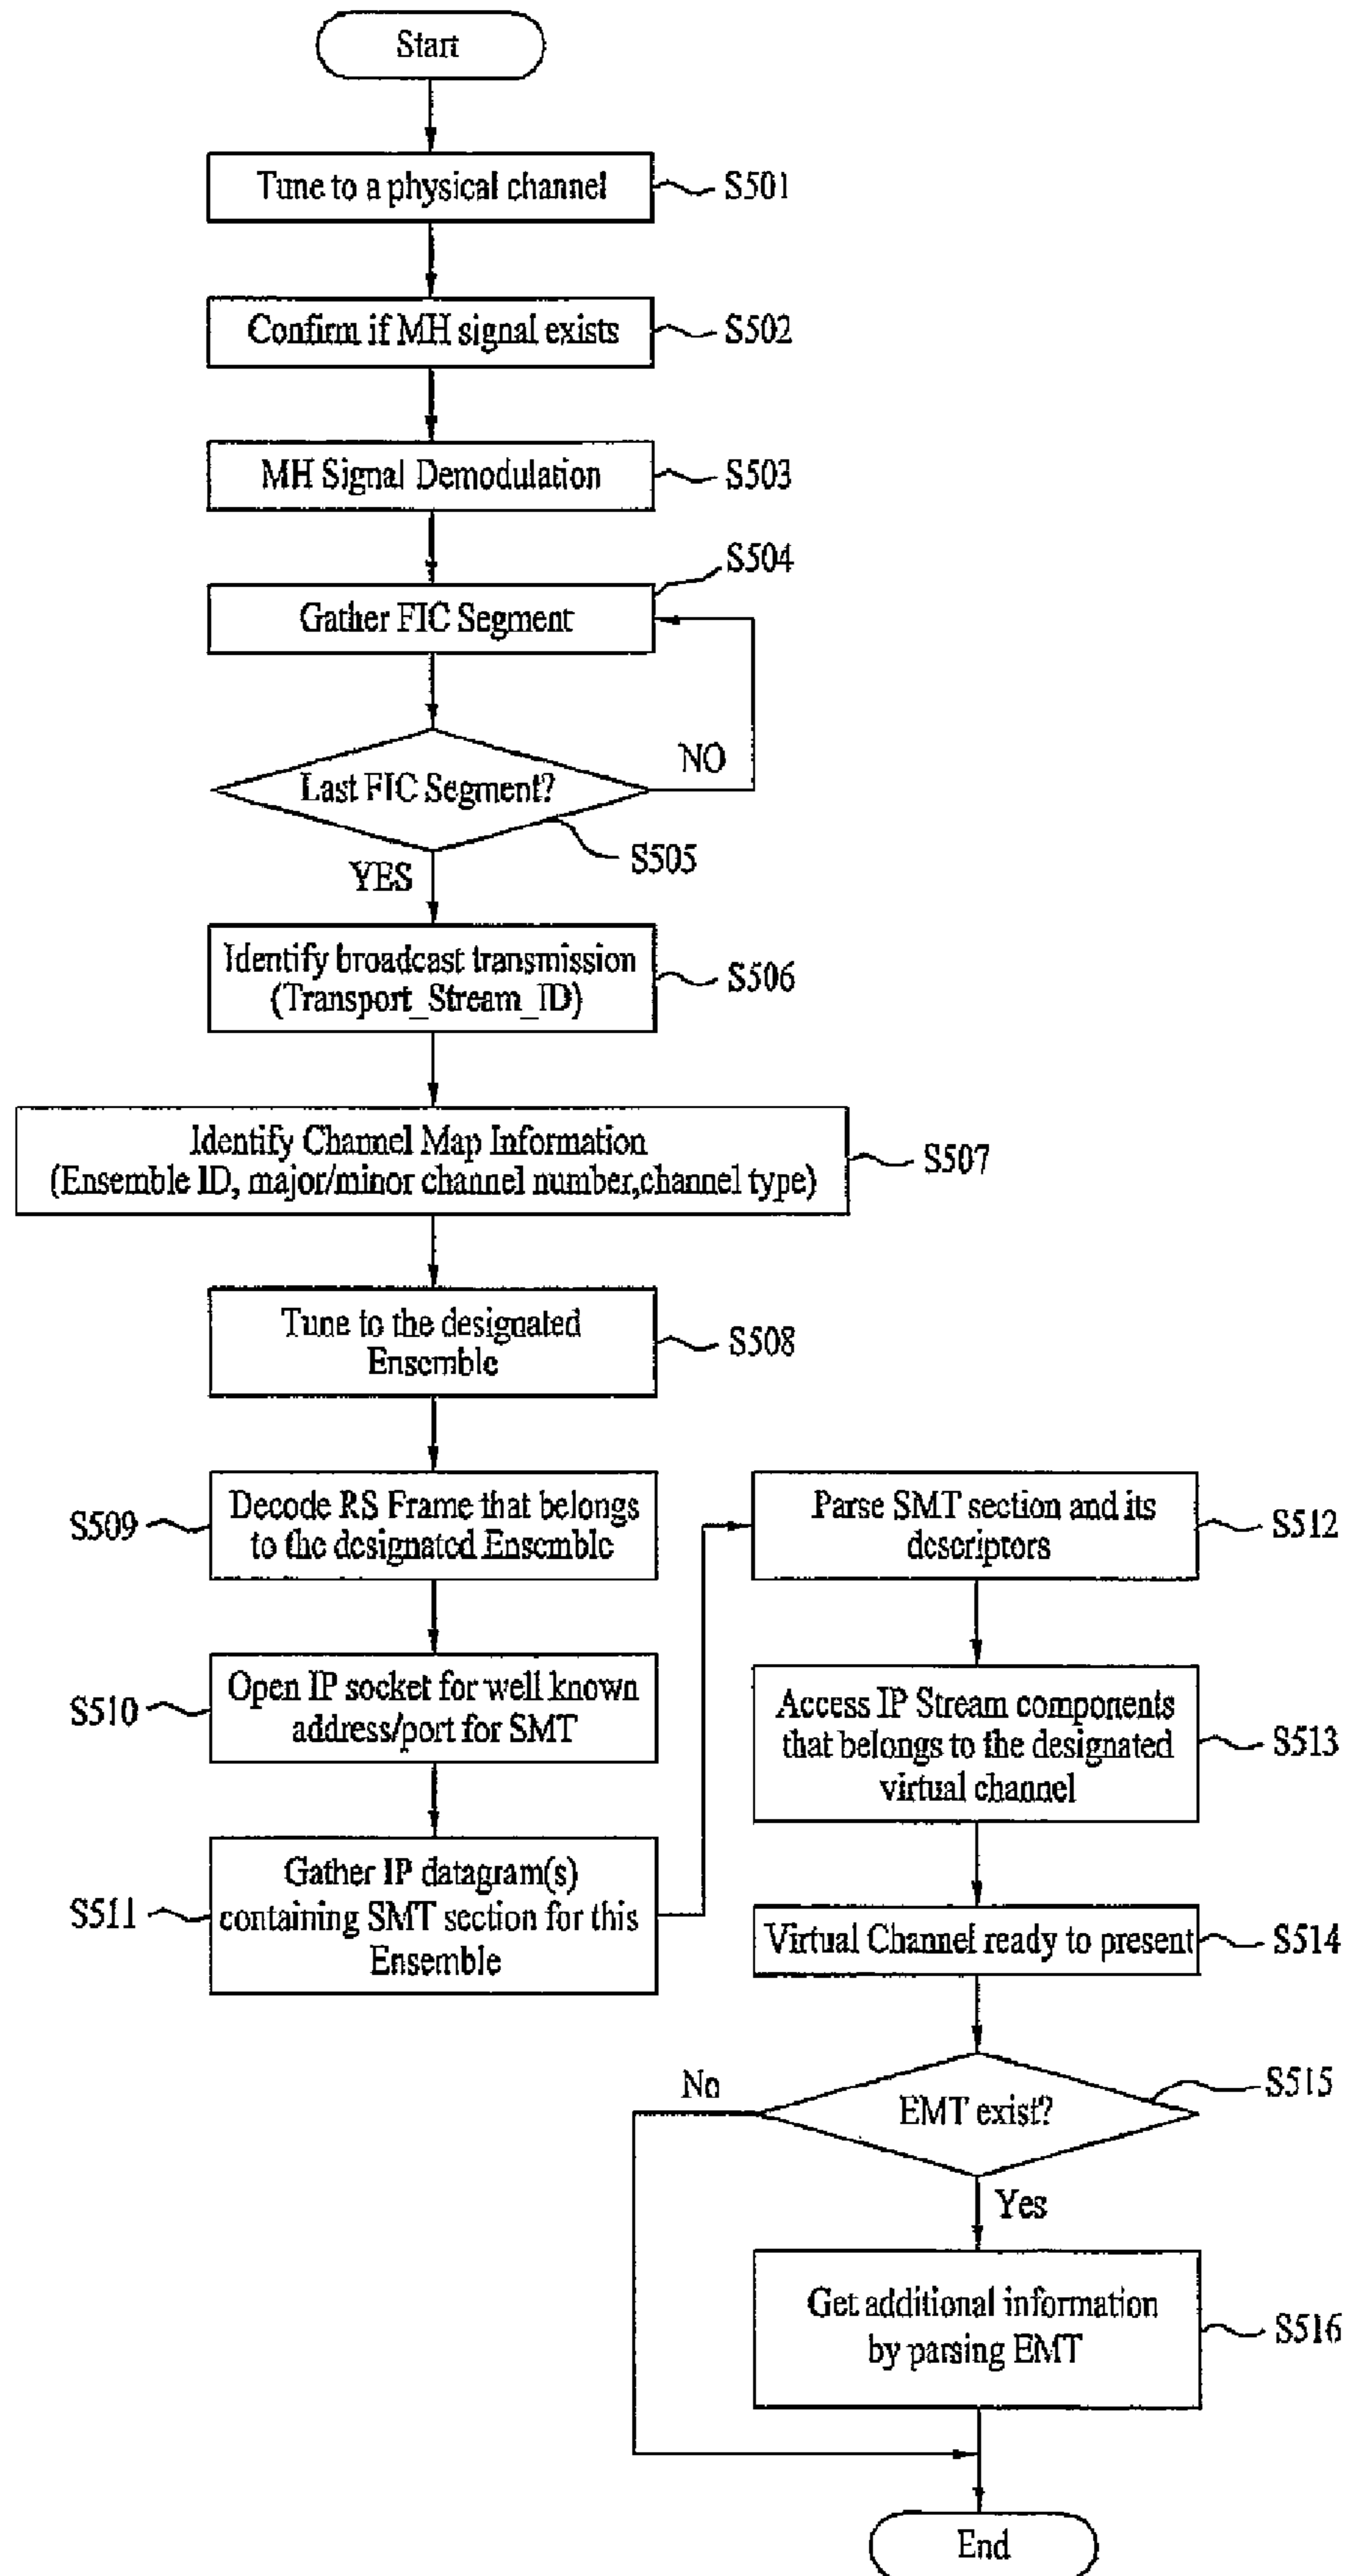 Start
Tune to a physical channel
S501
Confirm if MH signal exists
S502
MH Signal Demodulation
S503
S504
Gather FIC Segment
NO
Last FIC Segment?
S505
YES
Identify broadcast transmission
(Transport_Stream_ID)
S506
Identify Channel Map Information
(Ensemble ID, major/minor channel number,channel type)
S507
Tune to the designated
Ensemble
S508
S509
Decode RS Frame that belongs
to the designated Ensemble
S510
Open IP socket for well known
address/port for SMT
S511
Gather IP datagram(s)
containing SMT section for this
Ensemble
Parse SMT section and its
descriptors
S512
Access IP Stream components
that belongs to the designated
virtual channel
S513
Virtual Channel ready to present
S514
No
EMT exist?
S515
Yes
Get additional information
by parsing EMT
S516
End